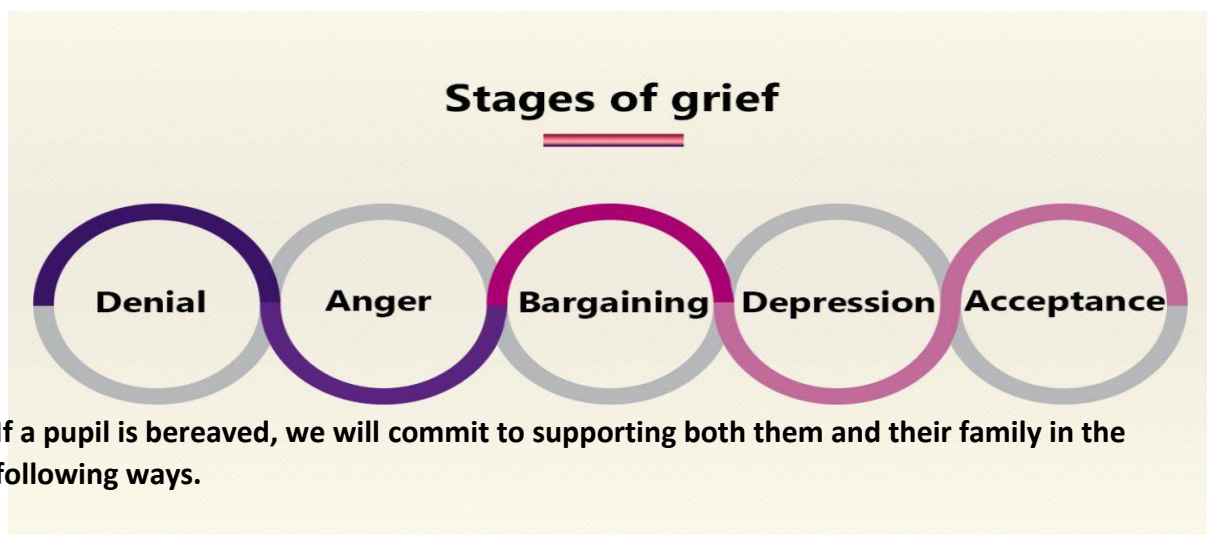 Stages of grief
Denial Anger Bargaining Depression Acceptance
If a pupil is bereaved, we will commit to supporting both them and their family in the
following ways.